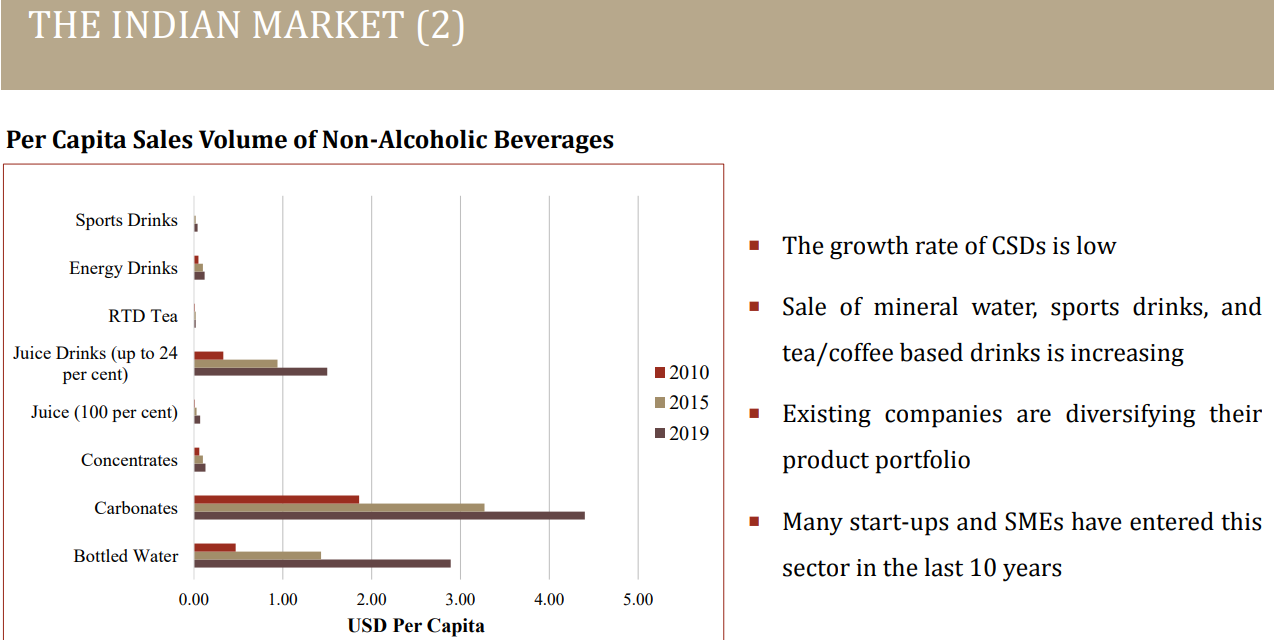 THE INDIAN MARKET (2)
Per Capita Sales Volume of Non-Alcoholic Beverages
Sports Drinks
Energy Drinks
RTD Tea
Juice Drinks (up to 24
per cent)
Juice (100 per cent)
Concentrates
Carbonates
Bottled Water
0.00 1.00 2.00 3.00 4.00 5.00
USD Per Capita
2010
2015
2019
The growth rate of CSDs is low
Sale of mineral water, sports drinks, and
tea/coffee based drinks is increasing
Existing companies are diversifying their
product portfolio
Many start-ups and SMEs have entered this
sector in the last 10 years